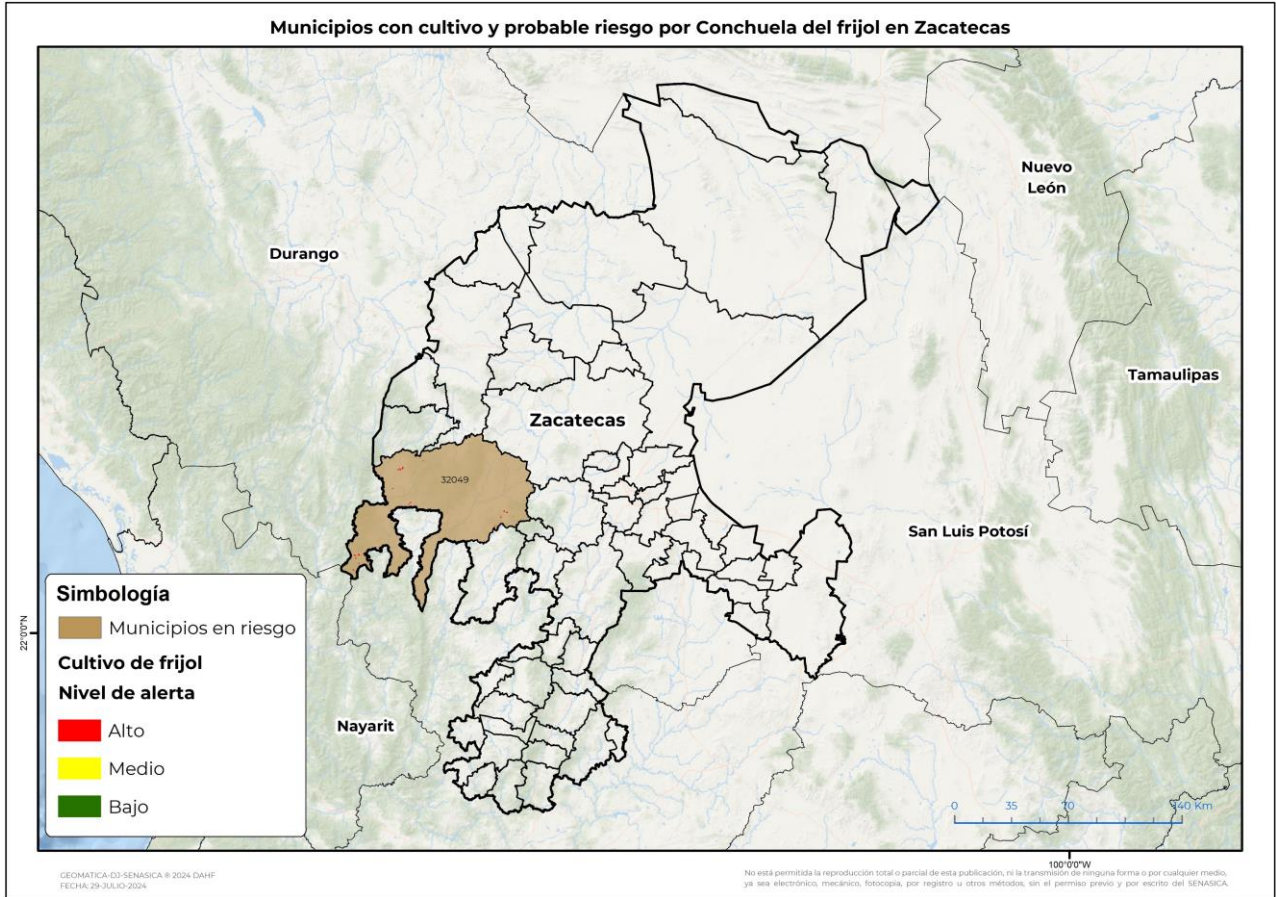 Municipios con cultivo y probable riesgo por Conchuela del frijol en Zacatecas
Nuevo
León
Durango
Tamaulipas
Zacatecas
32049
San Luis Potosí
Simbología
Municipios en riesgo
Cultivo de frijol
Nivel de alerta
Alto
Medio
Bajo
22°0'0"N
Nayarit
0 35 70 140 Km
100°0'0"W
GEOMATICA-DJ-SENASICA ® 2024 DAHF
FECHA: 29-JULIO-2024
No está permitida la reproducción total o parcial de esta publicación, ni la transmisión de ninguna forma o por cualquier medio,
ya sea electrónico, mecánico, fotocopia, por registro u otros métodos, sin el permiso previo y por escrito del SENASICA.